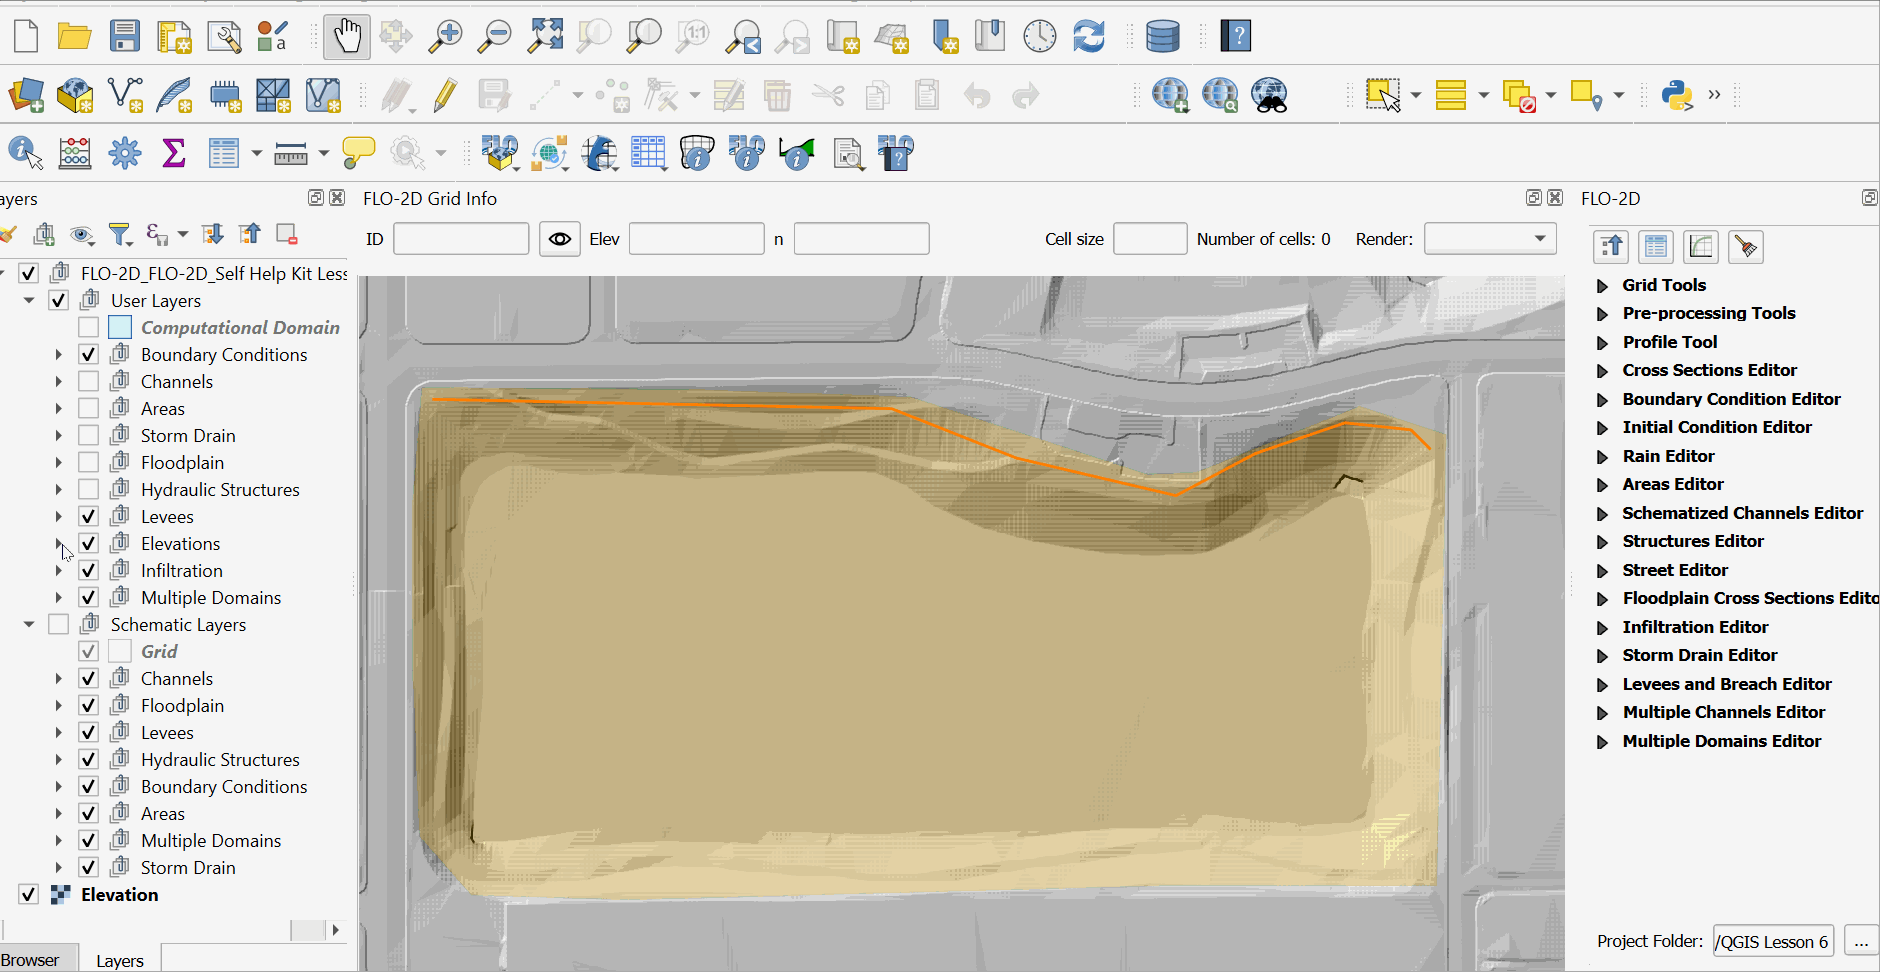 a
1:1
?
»
?
ayers
FLO-2D Grid Info
FLO-2D
ID
Elev
n
Cell size
Number of cells: 0
Render:
FLO-2D_FLO-2D_Self Help Kit Less
User Layers
Computational Domain
Boundary Conditions
Channels
Areas
Storm Drain
Floodplain
Hydraulic Structures
Levees
Elevations
Infiltration
Multiple Domains
Schematic Layers
Grid
Channels
Floodplain
Levees
Hydraulic Structures
Boundary Conditions
Areas
Multiple Domains
Storm Drain
Elevation
Browser
Layers
Grid Tools
Pre-processing Tools
Profile Tool
Cross Sections Editor
Boundary Condition Editor
Initial Condition Editor
Rain Editor
Areas Editor
Schematized Channels Editor
Structures Editor
Street Editor
Floodplain Cross Sections Edito
Infiltration Editor
Storm Drain Editor
Levees and Breach Editor
Multiple Channels Editor
Multiple Domains Editor
Project Folder: /QGIS Lesson 6 ...